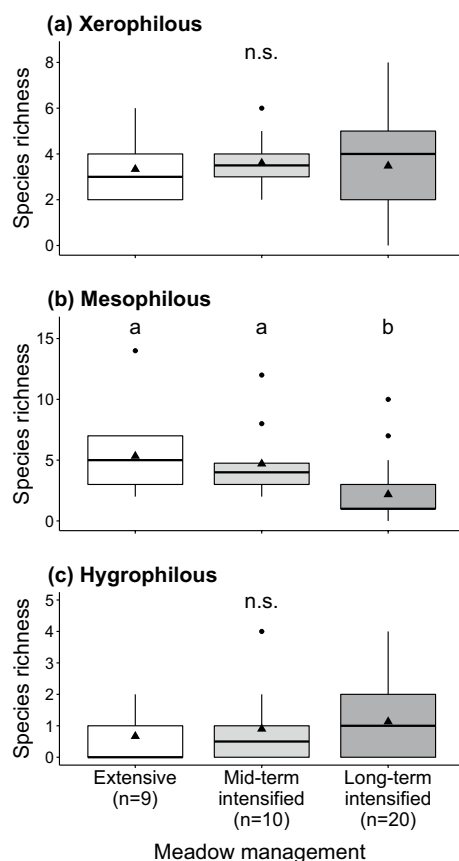 (a) Xerophilous
n.s.
Species richness
8
6
4
2
0
(b) Mesophilous
a a b
Species richness
15
10
5
0
(c) Hygrophilous
n.s.
Species richness
5
4
3
2
1
0
Extensive Mid-term Long-term
(n=9) intensified intensified
(n=10) (n=20)
Meadow management